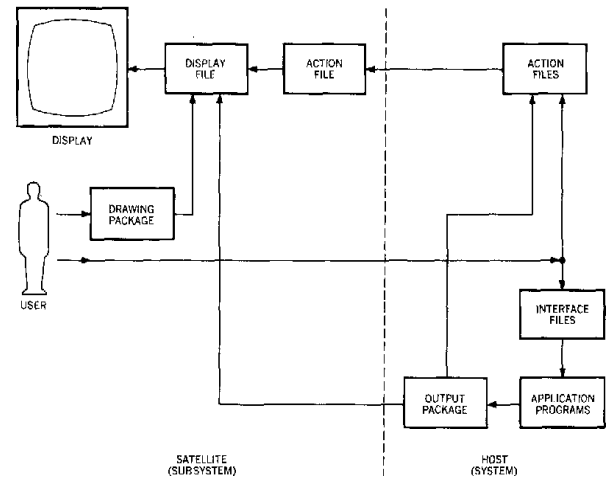 DISPLAY
FILE
ACTION
FILE
ACTION
FILES
DISPLAY
DRAWING
PACKAGE
USER
INTERFACE
FILES
OUTPUT
PACKAGE
APPLICATION
PROGRAMS
SATELLITE
(SUBSYSTEM)
HOST
(SYSTEM)